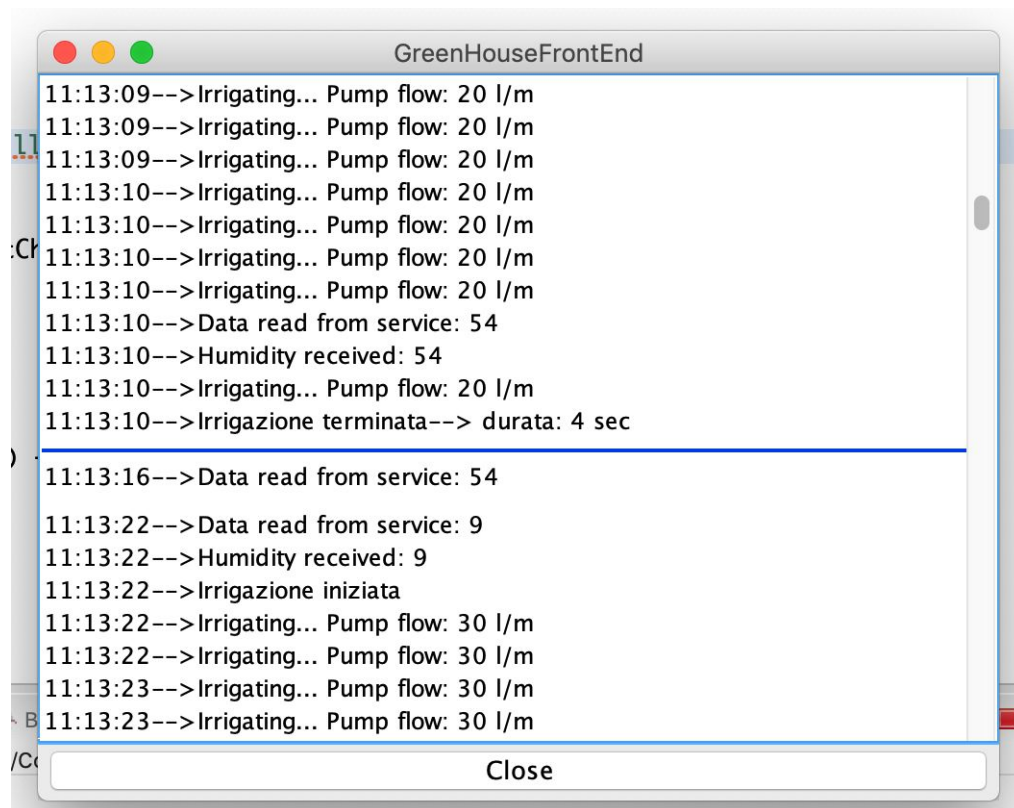 GreenHouseFrontEnd
11:13:09-->Irrigating... Pump flow: 20 l/m
11:13:09-->Irrigating... Pump flow: 20 l/m
11:13:09-->Irrigating... Pump flow: 20 l/m
11:13:10-->Irrigating... Pump flow: 20 l/m
11:13:10-->Irrigating... Pump flow: 20 l/m
11:13:10-->Irrigating... Pump flow: 20 l/m
11:13:10-->Irrigating... Pump flow: 20 l/m
11:13:10-->Data read from service: 54
11:13:10-->Humidity received: 54
11:13:10-->Irrigating... Pump flow: 20 l/m
11:13:10-->Irrigazione terminata--> durata: 4 sec
11:13:16-->Data read from service: 54
11:13:22-->Data read from service: 9
11:13:22-->Humidity received: 9
11:13:22-->Irrigazione iniziata
11:13:22-->Irrigating... Pump flow: 30 l/m
11:13:22-->Irrigating... Pump flow: 30 l/m
11:13:23-->Irrigating... Pump flow: 30 l/m
11:13:23-->Irrigating... Pump flow: 30 l/m
Close